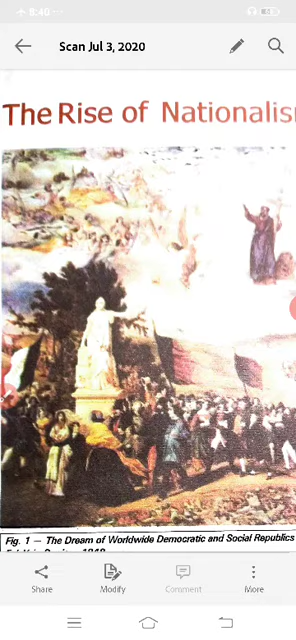 8:40
Scan Jul 3, 2020
The Rise of Nationalis
Fig. 1 — The Dream of Worldwide Democratic and Social Republics
1848
Share Modify Comment More